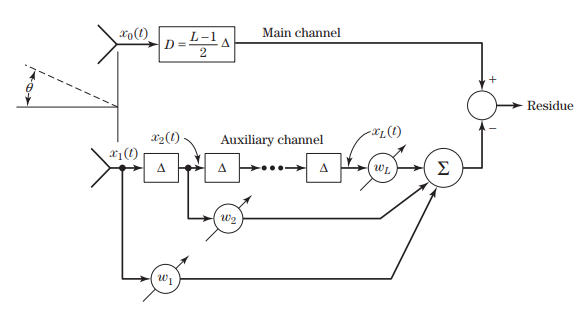 x₀(t)
D = L−1/2 Δ
Main channel
θ
+
Residue
−
x₁(t)
x₂(t)
Auxiliary channel
x_L(t)
Δ
Δ
Δ
w_L
Σ
w₂
w₁